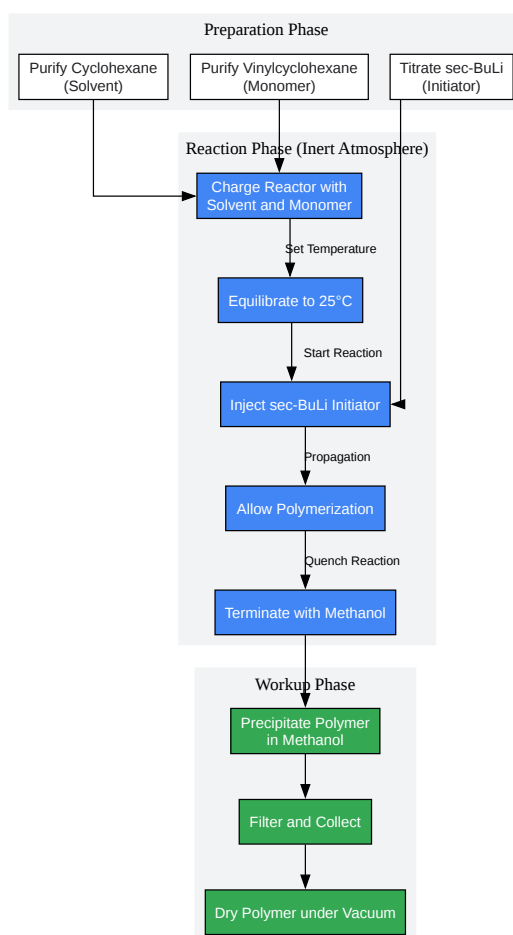 Preparation Phase
Purify Cyclohexane
(Solvent)
Purify Vinylcyclohexane
(Monomer)
Titrate sec-BuLi
(Initiator)
Reaction Phase (Inert Atmosphere)
Charge Reactor with
Solvent and Monomer
Set Temperature
Equilibrate to 25°C
Start Reaction
Inject sec-BuLi Initiator
Propagation
Allow Polymerization
Quench Reaction
Terminate with Methanol
Workup Phase
Precipitate Polymer
in Methanol
Filter and Collect
Dry Polymer under Vacuum